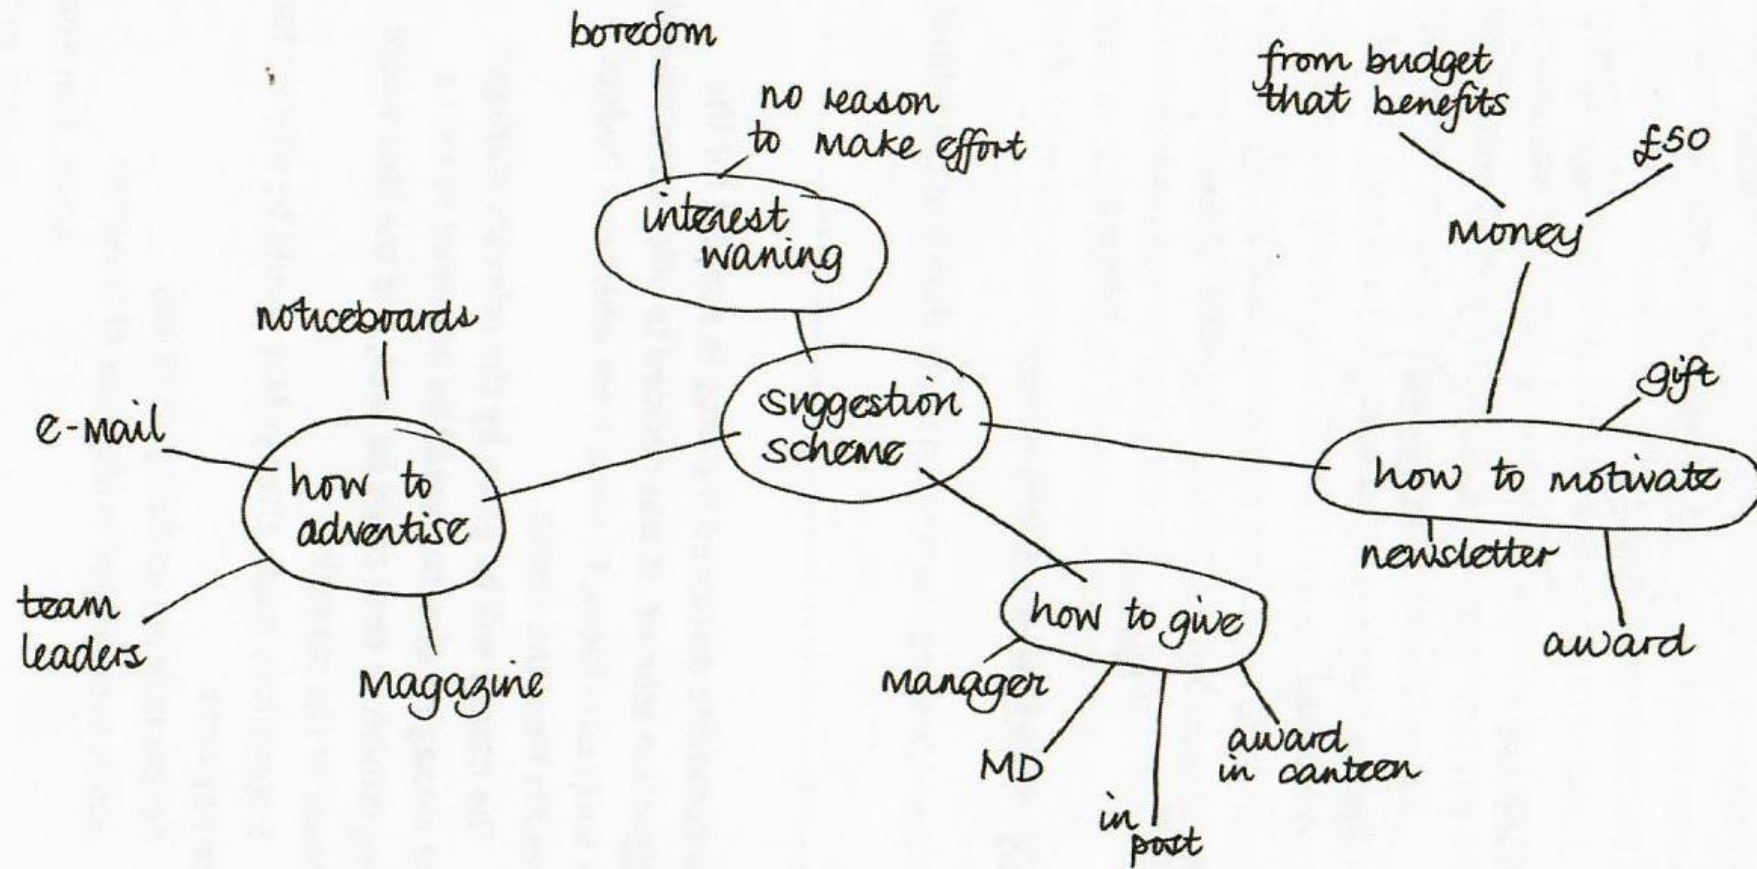 boredom
no reason
to make effort
interest
waning
from budget
that benefits
£50
money
noticeboards
e-mail
how to
advertise
team
leaders
magazine
suggestion
scheme
gift
how to motivate
newsletter
award
how to give
manager
MD
in
post
award
in canteen